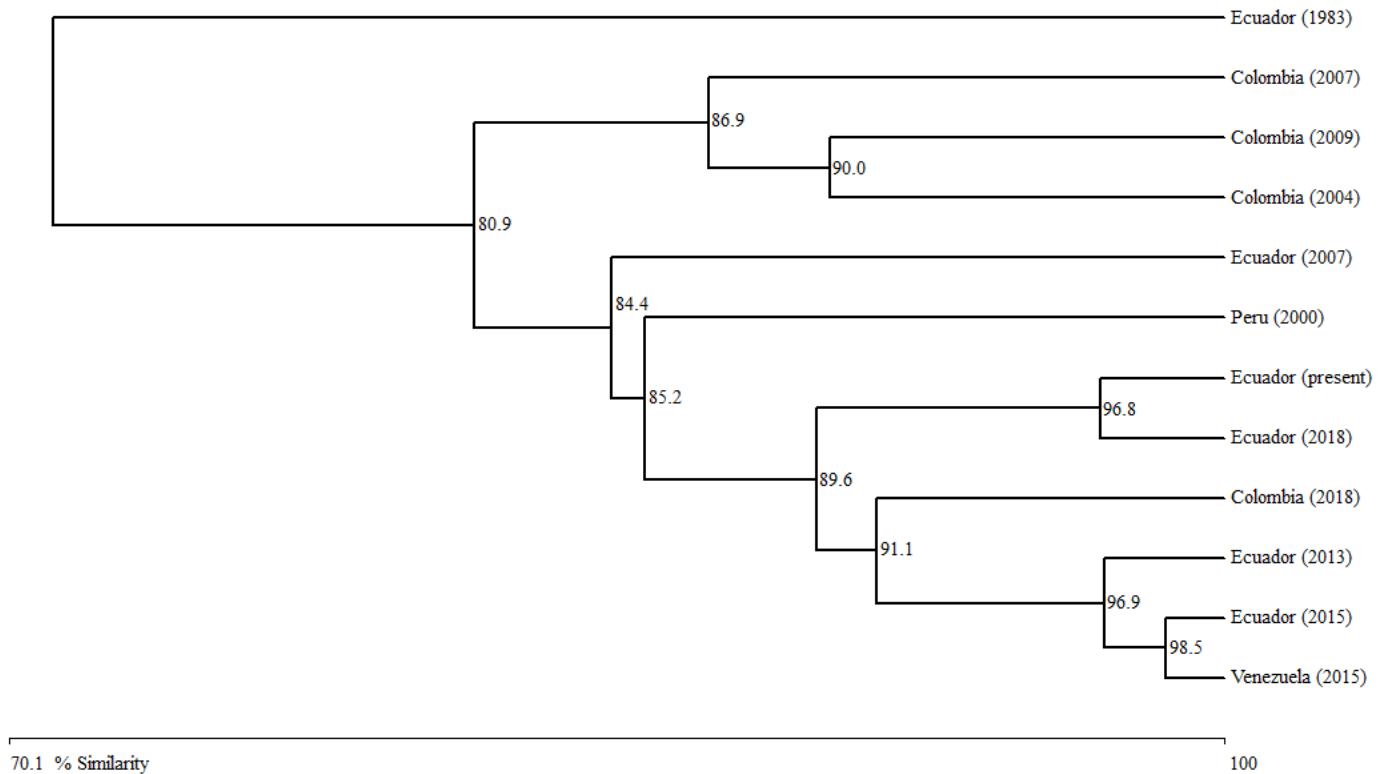 Ecuador (1983)
Colombia (2007)
86.9
Colombia (2009)
90.0
Colombia (2004)
80.9
Ecuador (2007)
84.4
Peru (2000)
Ecuador (present)
85.2
96.8
Ecuador (2018)
89.6
Colombia (2018)
91.1
Ecuador (2013)
96.9
Ecuador (2015)
98.5
Venezuela (2015)
70.1 % Similarity 100